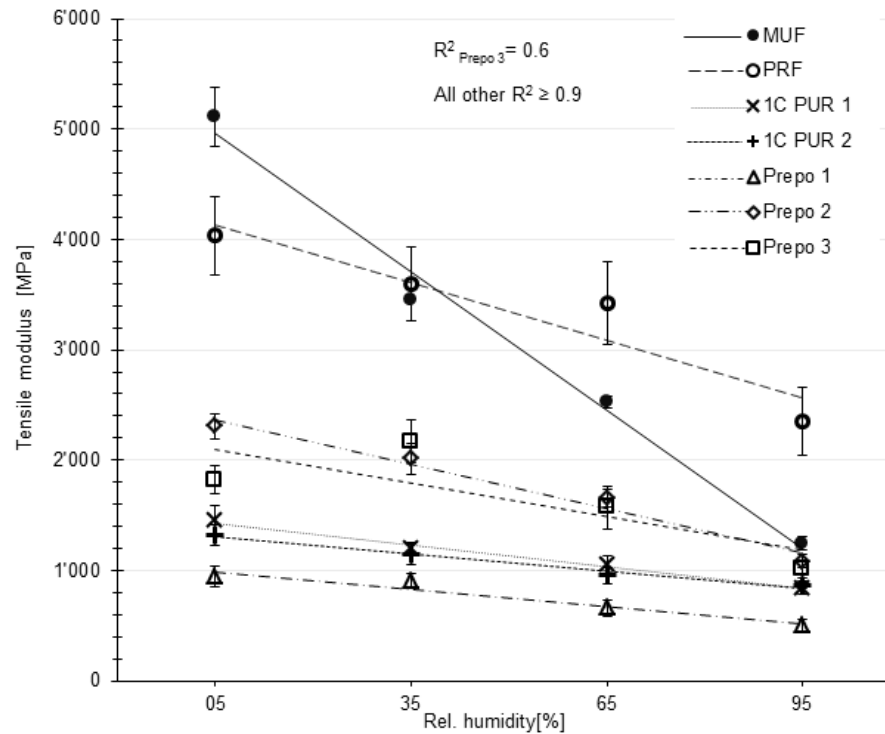 6'000
5'000
4'000
3'000
2'000
1'000
0
Tensile modulus [MPa]
R² Prepo 3 = 0.6
All other R² ≥ 0.9
MUF
PRF
1C PUR 1
1C PUR 2
Prepo 1
Prepo 2
Prepo 3
05 35 65 95
Rel. humidity[%]